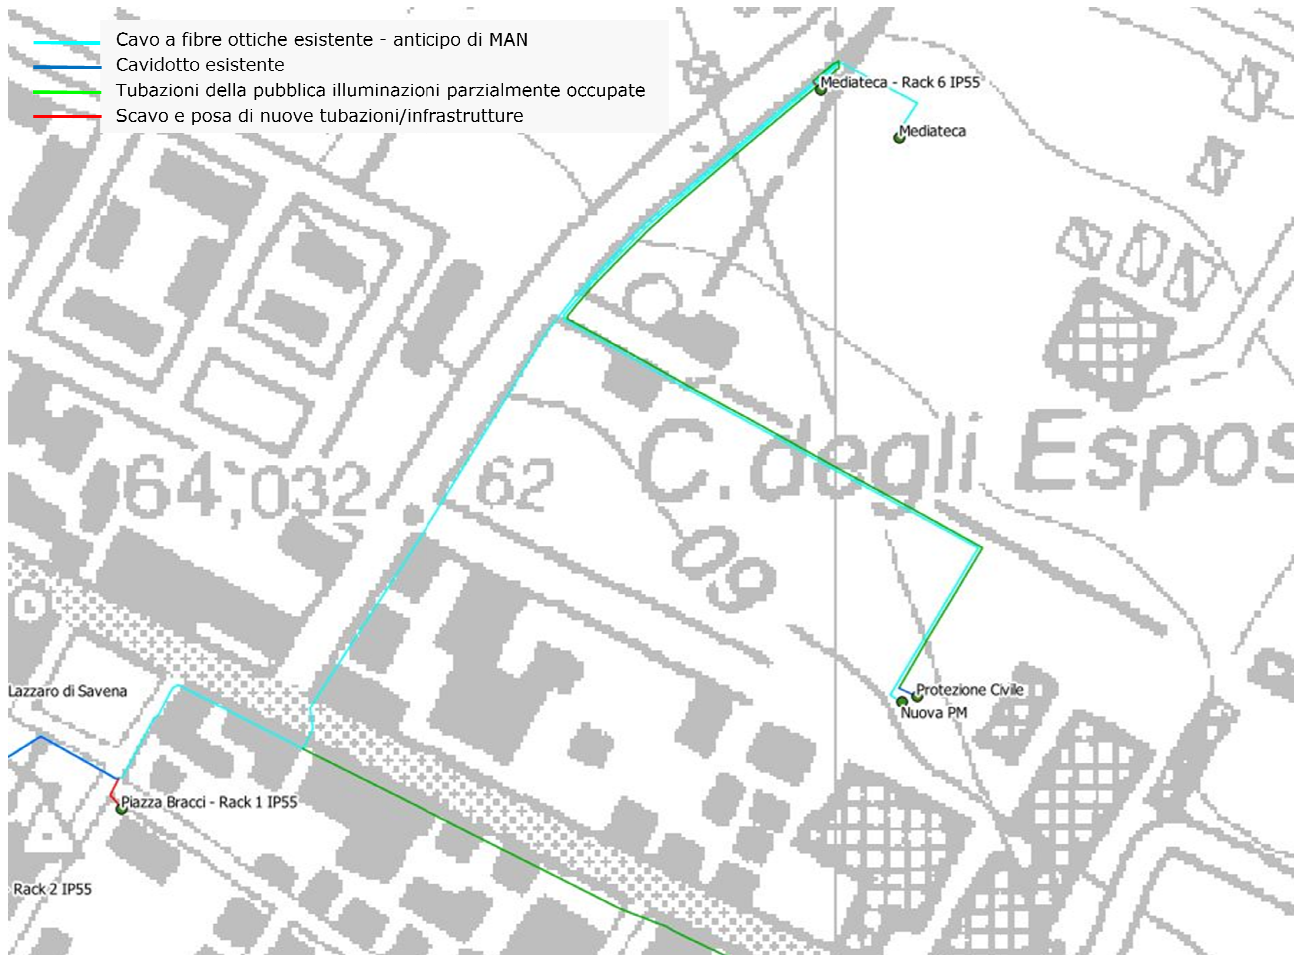 Cavo a fibre ottiche esistente - anticipo di MAN
Cavidotto esistente
Tubazioni della pubblica illuminazioni parzialmente occupate
Scavo e posa di nuove tubazioni/infrastrutture
Mediateca - Rack 6 IP55
Mediateca
C. degli Espos
64,032
62
60
Lazzaro di Savena
Protezione Civile
Nuova PM
Piazza Bracci - Rack 1 IP55
Rack 2 IP55